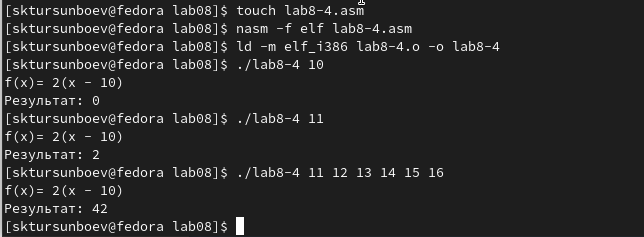 [sktursunboev@fedora lab08]$ touch lab8-4.asm
[sktursunboev@fedora lab08]$ nasm -f elf lab8-4.asm
[sktursunboev@fedora lab08]$ ld -m elf_i386 lab8-4.o -o lab8-4
[sktursunboev@fedora lab08]$ ./lab8-4 10
f(x)= 2(x - 10)
Результат: 0
[sktursunboev@fedora lab08]$ ./lab8-4 11
f(x)= 2(x - 10)
Результат: 2
[sktursunboev@fedora lab08]$ ./lab8-4 11 12 13 14 15 16
f(x)= 2(x - 10)
Результат: 42
[sktursunboev@fedora lab08]$